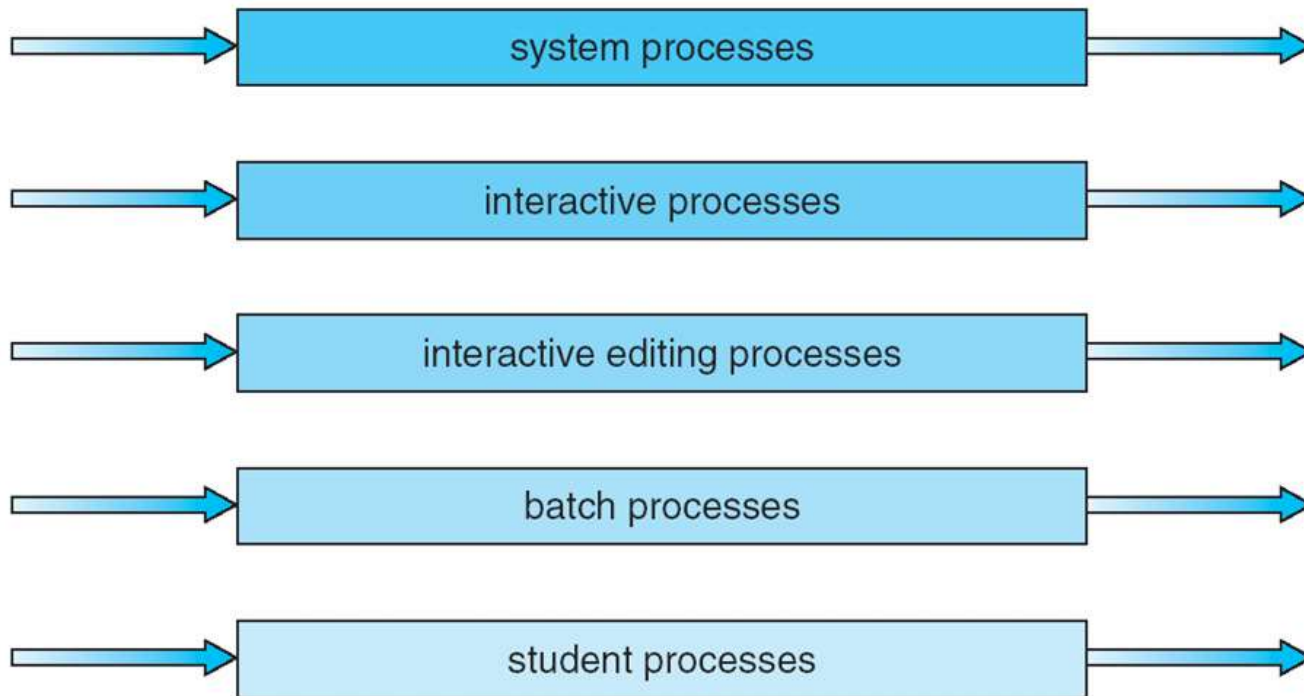 system processes
interactive processes
interactive editing processes
batch processes
student processes